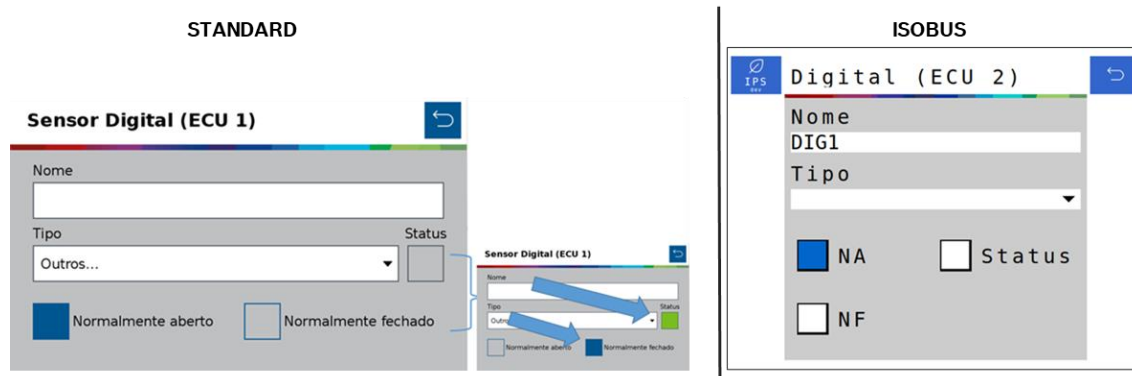 STANDARD
Sensor Digital (ECU 1)
Nome
Tipo Status
Outros...
Normalmente aberto Normalmente fechado
Sensor Digital (ECU 1)
Nome
Tipo Status
Normalmente aberto Normalmente fechado
ISOBUS
IPS
Digital (ECU 2)
Nome
DIG1
Tipo
NA Status
NF